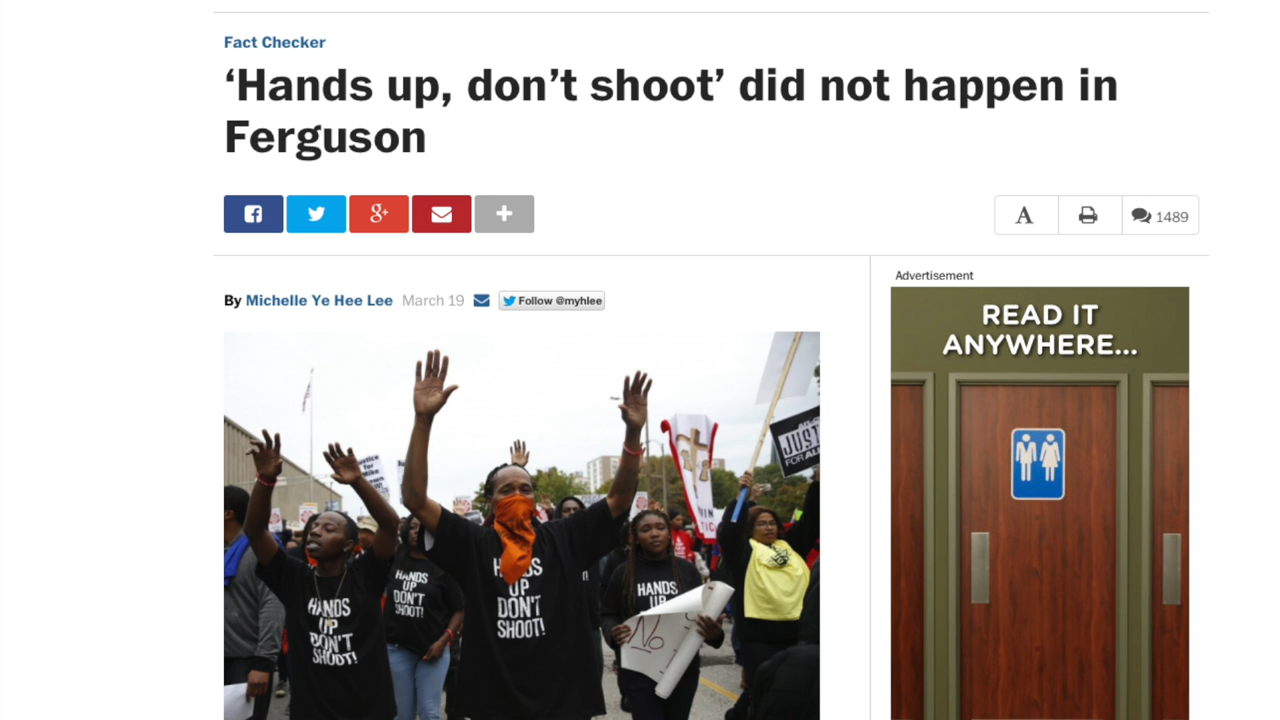 Fact Checker
‘Hands up, don’t shoot’ did not happen in
Ferguson
A
1489
By Michelle Ye Hee Lee March 19 Follow @myhlee
Advertisement
READ IT
ANYWHERE...
HANDS
UP
DON'T
SHOOT!
HANDS
UP
DON'T
SHOOT!
HANDS
UP
DON'T
SHOOT!
HANDS
UP
No
JUST
FOR ALL